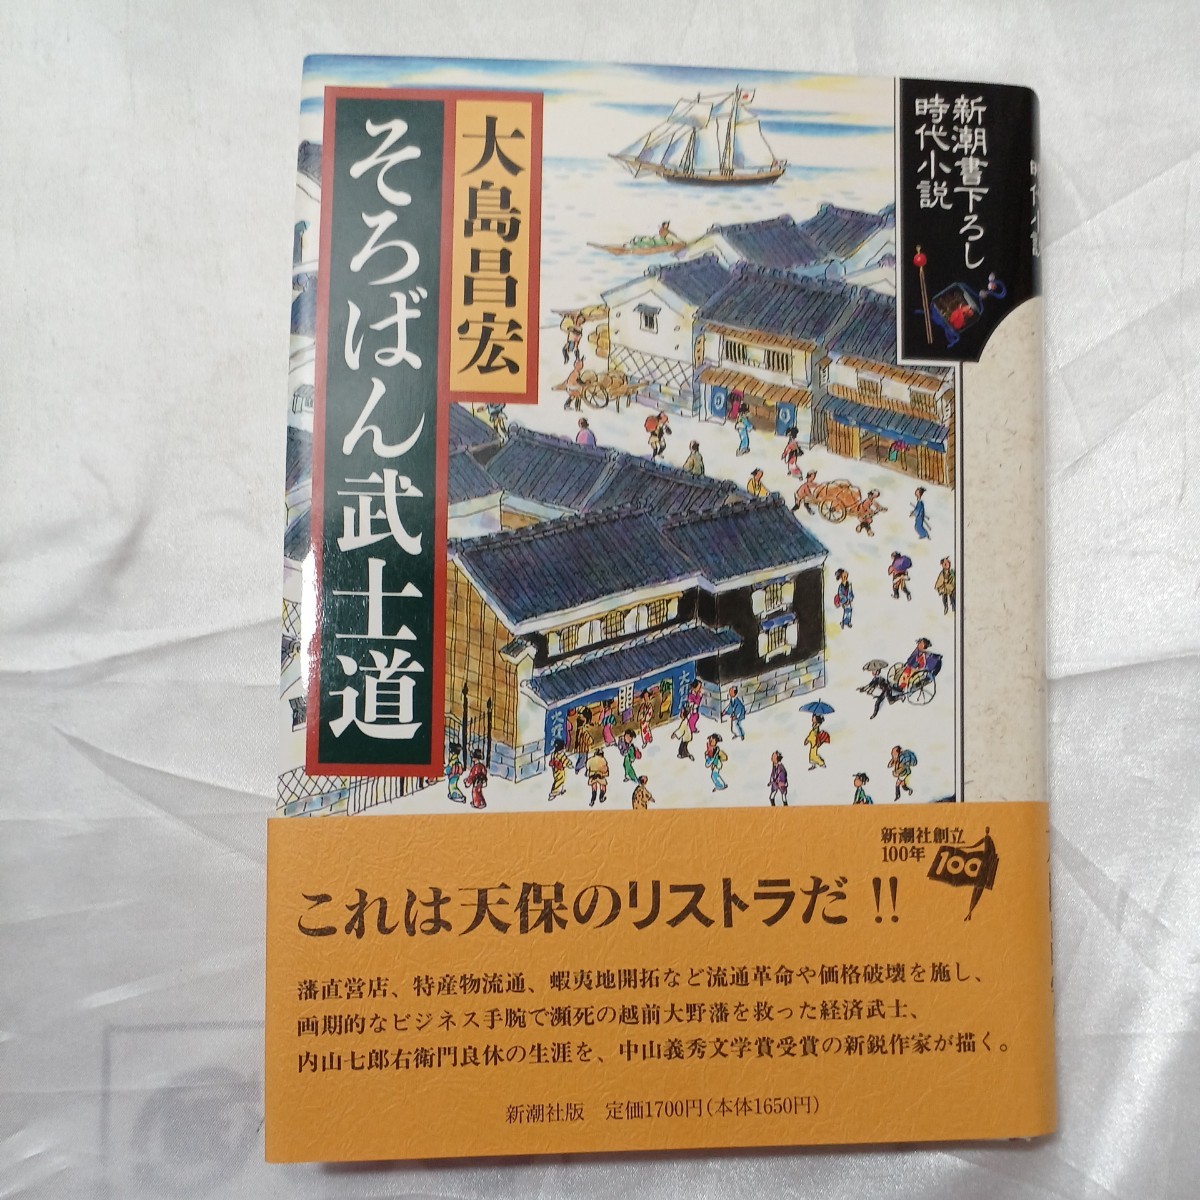 新潮書下ろし
時代小説
大島昌宏
そろばん武士道
大野屋
新潮社創立
100年
100
これは天保のリストラだ!!
藩直営店、特産物流通、蝦夷地開拓など流通革命や価格破壊を施し、
画期的なビジネス手腕で瀕死の越前大野藩を救った経済武士、
内山七郎右衛門良休の生涯を、中山義秀文学賞受賞の新鋭作家が描く。
新潮社版 定価1700円(本体1650円)